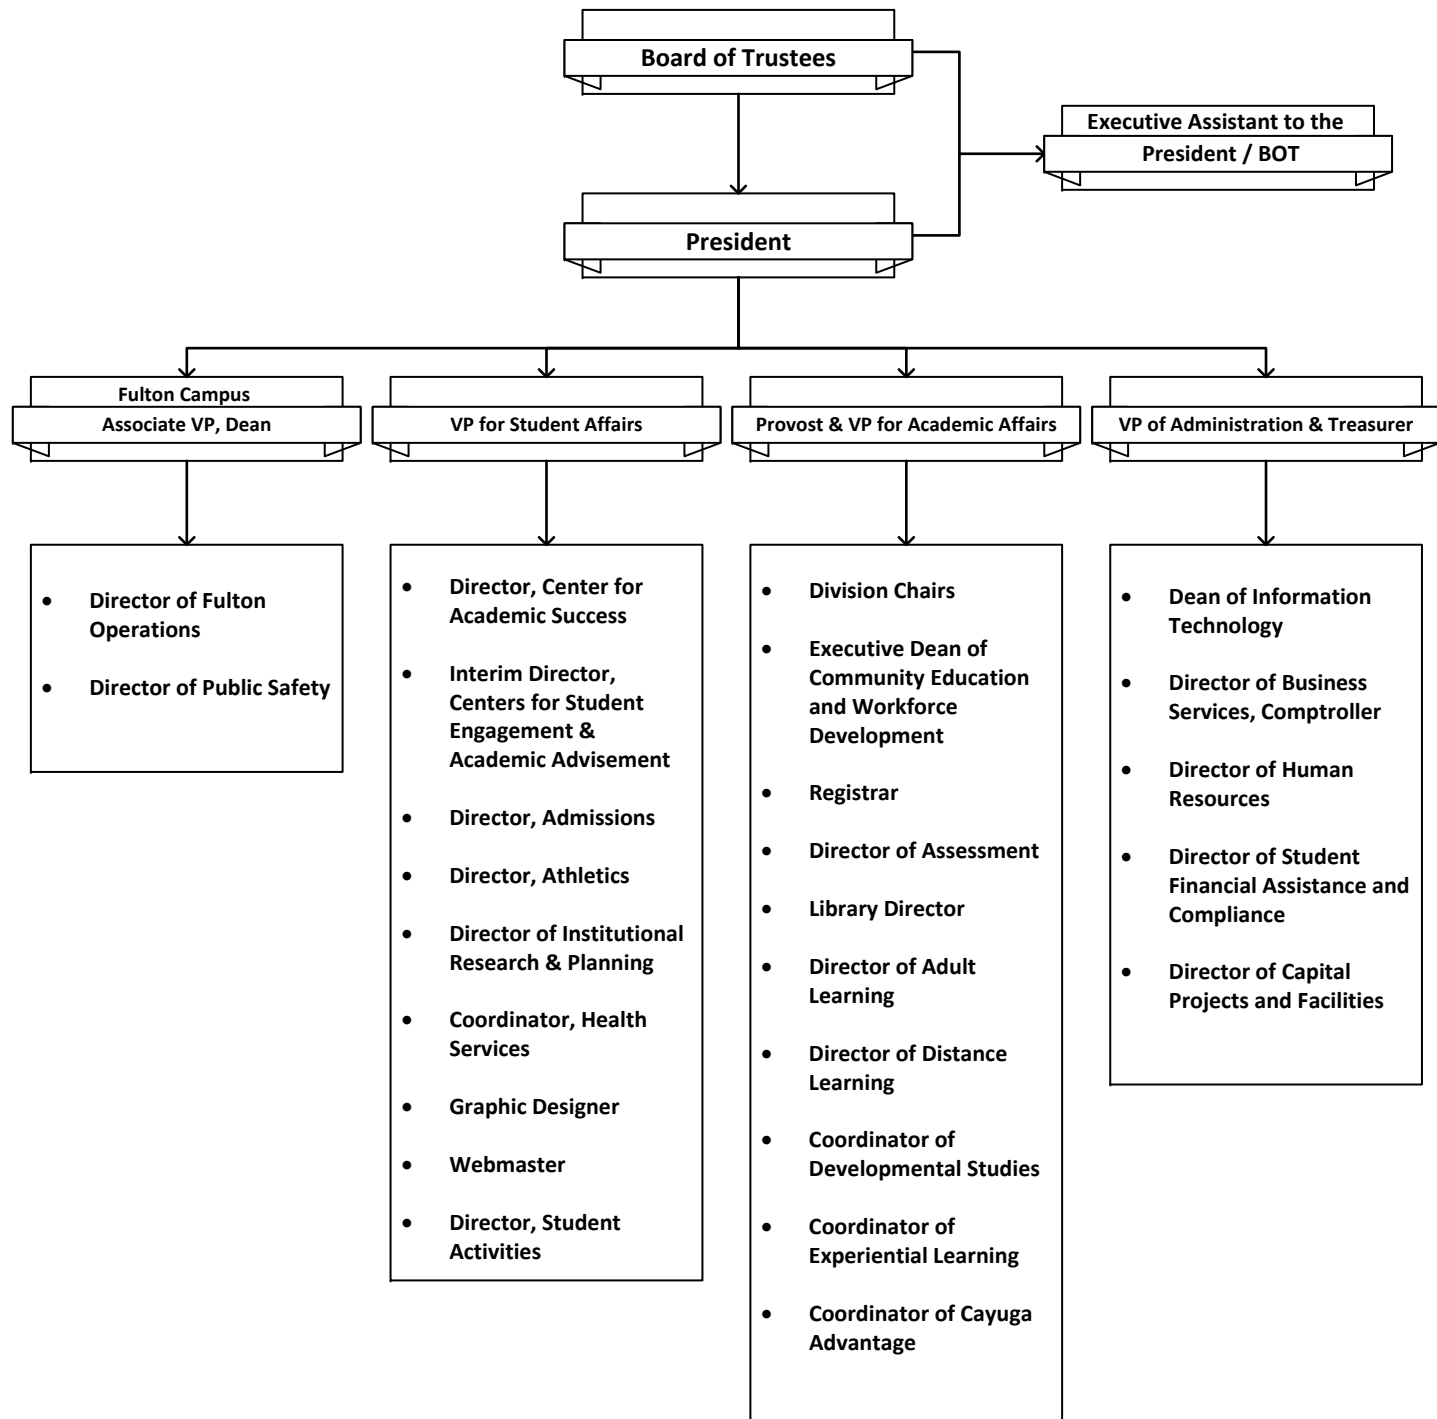 Board of Trustees
Executive Assistant to the
President / BOT
President
Fulton Campus
Associate VP, Dean
VP for Student Affairs
Provost & VP for Academic Affairs
VP of Administration & Treasurer
• Director of Fulton
Operations
• Director of Public Safety
• Director, Center for
Academic Success
• Interim Director,
Centers for Student
Engagement &
Academic Advisement
• Director, Admissions
• Director, Athletics
• Director of Institutional
Research & Planning
• Coordinator, Health
Services
• Graphic Designer
• Webmaster
• Director, Student
Activities
• Division Chairs
• Executive Dean of
Community Education
and Workforce
Development
• Registrar
• Director of Assessment
• Library Director
• Director of Adult
Learning
• Director of Distance
Learning
• Coordinator of
Developmental Studies
• Coordinator of
Experiential Learning
• Coordinator of Cayuga
Advantage
• Dean of Information
Technology
• Director of Business
Services, Comptroller
• Director of Human
Resources
• Director of Student
Financial Assistance and
Compliance
• Director of Capital
Projects and Facilities